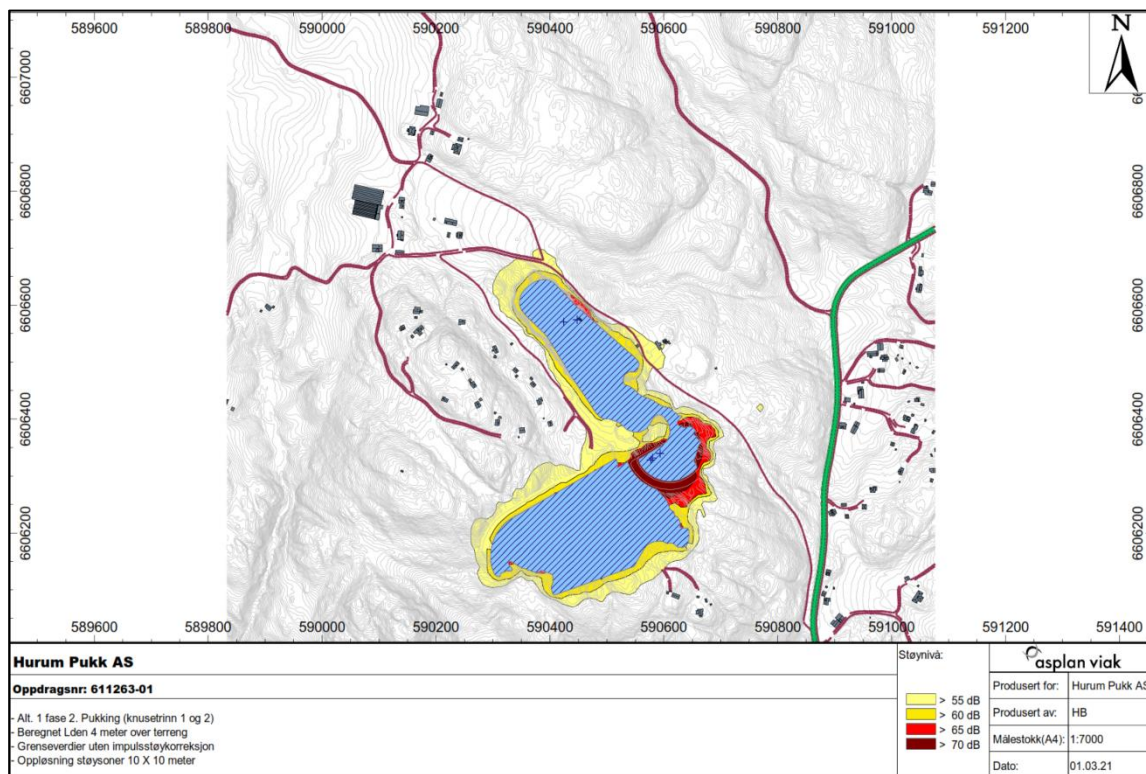 589600 589800 590000 590200 590400 590600 590800 591000 591200
N
6607000
6606800
6606600
6606400
6606200
66
6606800
6606600
6606400
6606200
589600 589800 590000 590200 590400 590600 590800 591000 591200 591400
Hurum Pukk AS
Oppdragsnr: 611263-01
- Alt. 1 fase 2. Pukking (knusetrinn 1 og 2)
- Beregnet Lden 4 meter over terreng
- Grenseverdier uten impulsstøykorreksjon
- Oppløsning støysoner 10 X 10 meter
Støynivå:
> 55 dB
> 60 dB
> 65 dB
> 70 dB
asplan viak
Produsert for: Hurum Pukk AS
Produsert av: HB
Målestokk(A4): 1:7000
Dato: 01.03.21